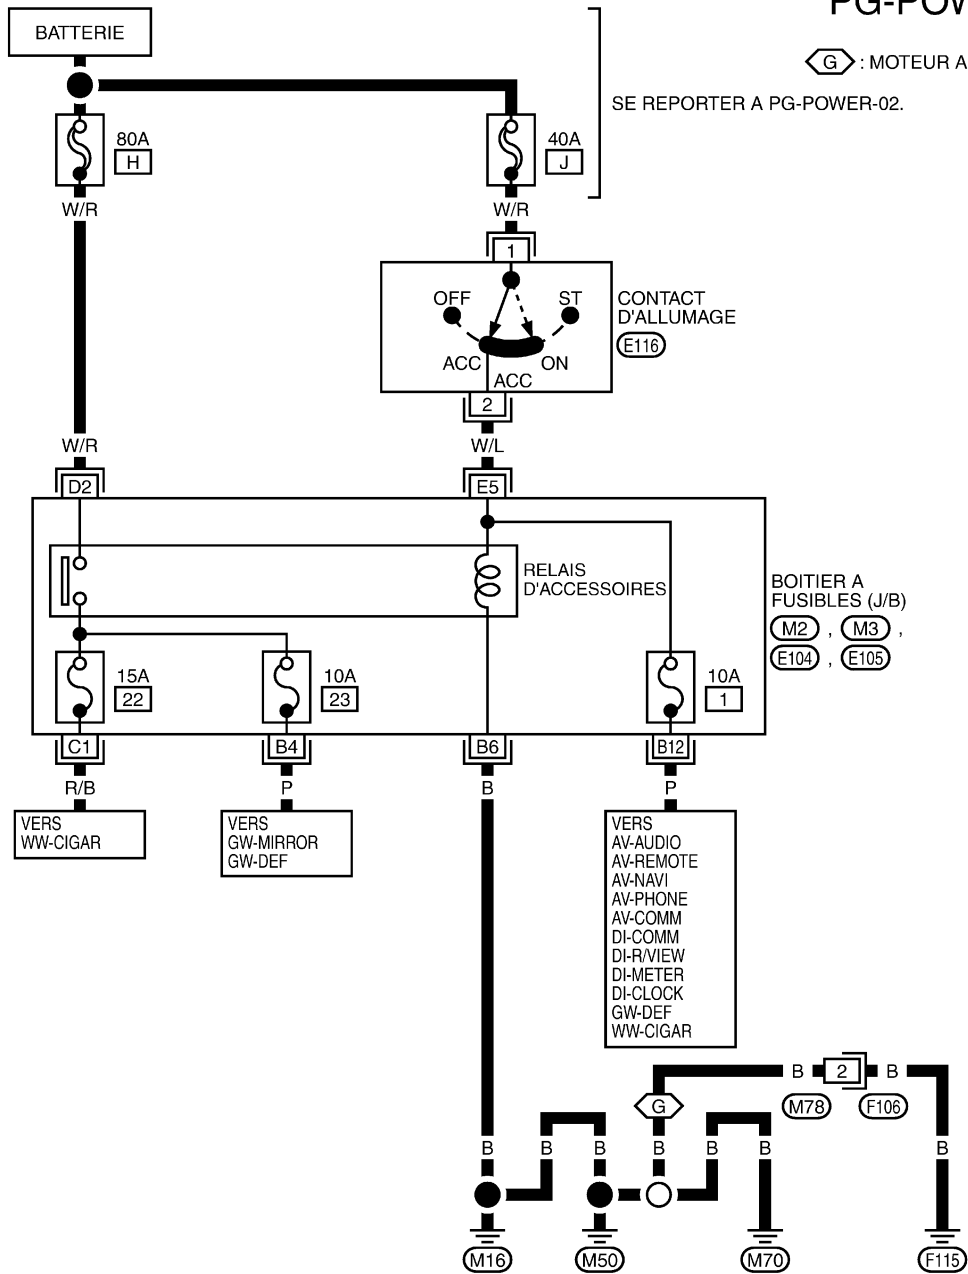 PG-POW
BATTERIE
G : MOTEUR A
SE REPORTER A PG-POWER-02.
80A
H
40A
J
W/R
W/R
1
OFF
ST
CONTACT
D'ALLUMAGE
E116
ACC
ON
ACC
2
W/R
W/L
D2
E5
RELAIS
D'ACCESSOIRES
BOITIER A
FUSIBLES (J/B)
M2 , M3 ,
E104 , E105
15A
22
10A
23
10A
1
C1
B4
B6
B12
R/B
P
B
P
VERS
WW-CIGAR
VERS
GW-MIRROR
GW-DEF
VERS
AV-AUDIO
AV-REMOTE
AV-NAVI
AV-PHONE
AV-COMM
DI-COMM
DI-R/VIEW
DI-METER
DI-CLOCK
GW-DEF
WW-CIGAR
B
2
B
G
M78
F106
B
B
B
B
B
B
B
M16
M50
M70
F115